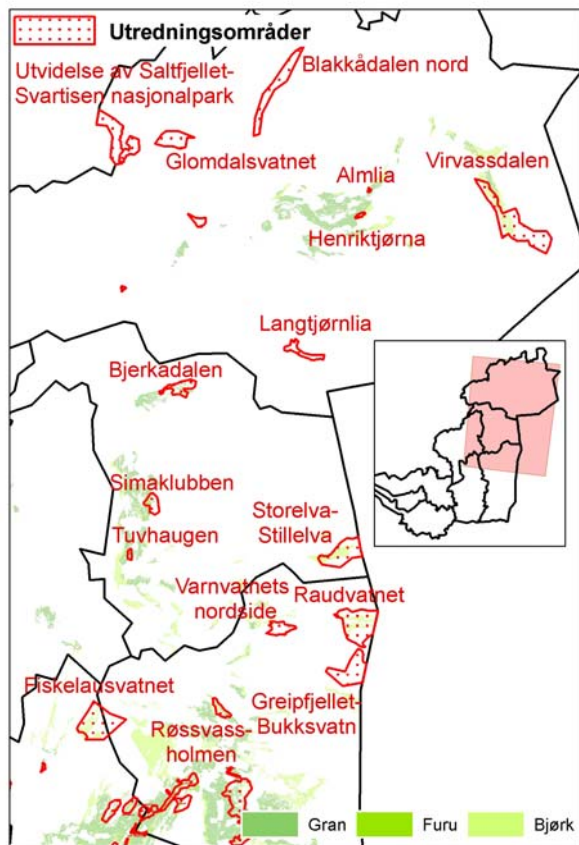 Utredningsområder
Utvidelse av Saltfjellet-
Svartisen nasjonalpark
Blakkådalen nord
Glomdalsvatnet
Almlia
Virvassdalen
Henriktjørna
Langtjørnlia
Bjerkadalen
Simaklubben
Storelva-
Stillelva
Tuvhaugen
Varnvatnets
nordside
Raudvatnet
Fiskelausvatnet
Greipfjellet-
Bukksvatn
Røssvass-
holmen
Gran
Furu
Bjørk